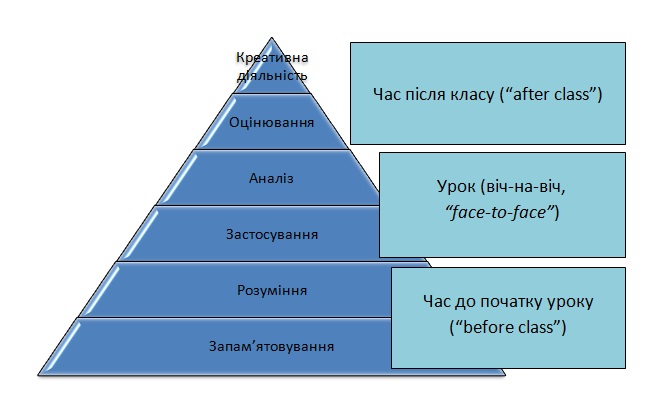 Креативна
діяльність
Оцінювання
Аналіз
Застосування
Розуміння
Запам’ятовування
Час після класу (“after class”)
Урок (віч-на-віч,
“face-to-face”)
Час до початку уроку
(“before class”)